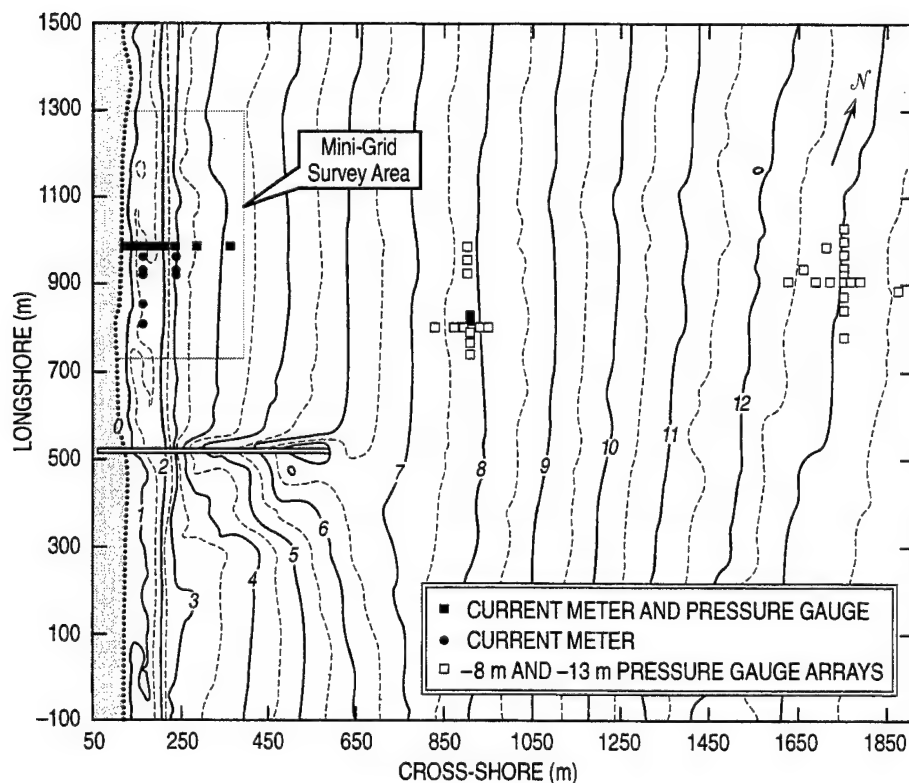 1500
1300
1100
900
700
500
300
100
-100
LONGSHORE (m)
Mini-Grid
Survey Area
N
0
1
2
3
4
5
6
7
8
9
10
11
12
■ CURRENT METER AND PRESSURE GAUGE
● CURRENT METER
□ –8 m AND –13 m PRESSURE GAUGE ARRAYS
50 250 450 650 850 1050 1250 1450 1650 1850
CROSS-SHORE (m)